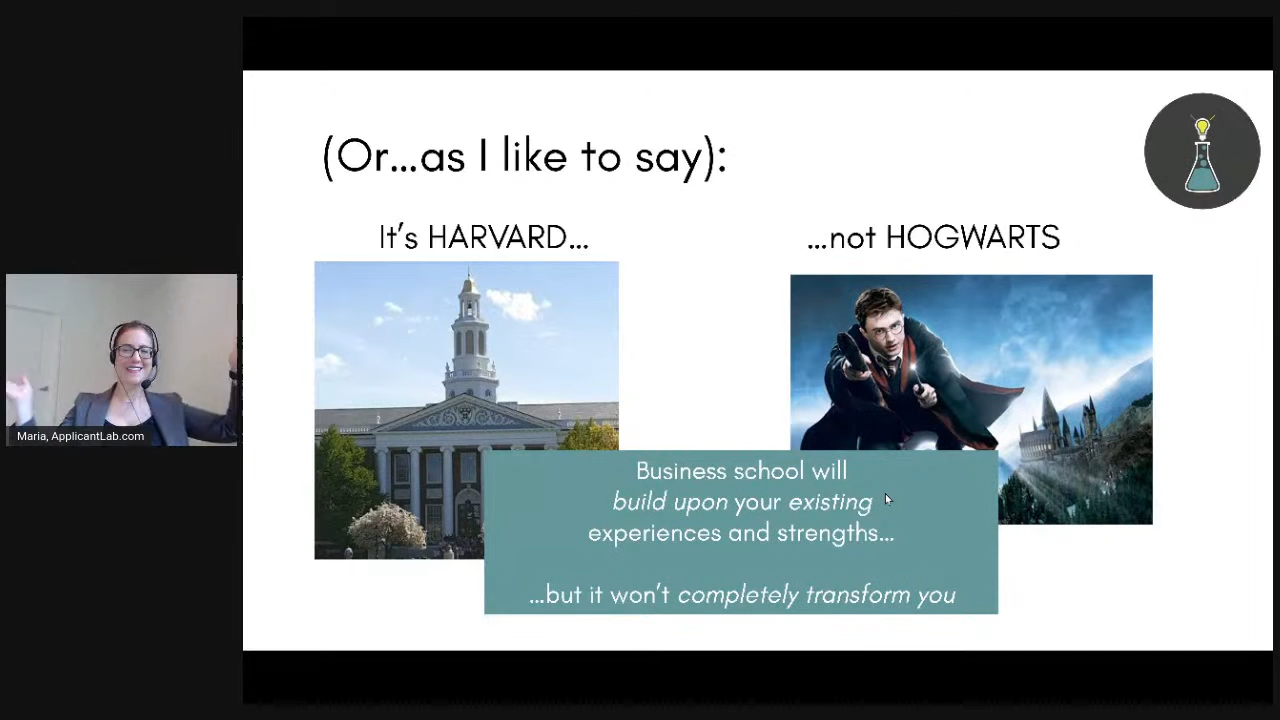 (Or...as I like to say):
It's HARVARD...
...not HOGWARTS
Business school will
build upon your existing
experiences and strengths...
...but it won't completely transform you
Maria, ApplicantLab.com